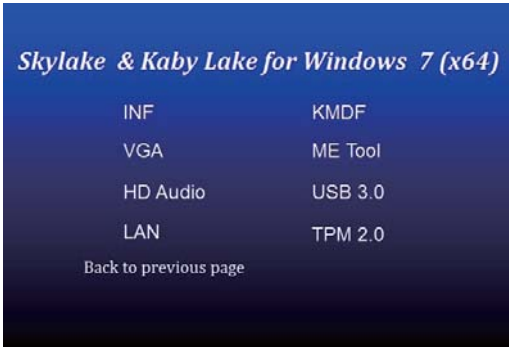 Skylake & Kaby Lake for Windows 7 (x64)
INF
KMDF
VGA
ME Tool
HD Audio
USB 3.0
LAN
TPM 2.0
Back to previous page